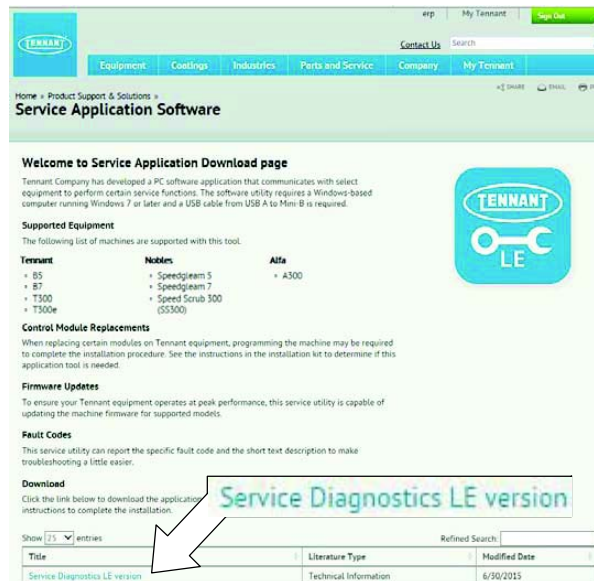 erp My Tennant Sign Out
TENNANT
Contact Us Search
Equipment Coatings Industries Parts and Service Company My Tennant
SHARE EMAIL
Home » Product Support & Solutions »
Service Application Software
Welcome to Service Application Download page
Tennant Company has developed a PC software application that communicates with select
equipment to perform certain service functions. The software utility requires a Windows-based
computer running Windows 7 or later and a USB cable from USB A to Mini-B is required.
TENNANT
LE
Supported Equipment
The following list of machines are supported with this tool.
Tennant Nobles Alfa
• B5 • Speedgleam 5 • A300
• B7 • Speedgleam 7
• T300 • Speed Scrub 300
• T300e (SS300)
Control Module Replacements
When replacing certain modules on Tennant equipment, programming the machine may be required
to complete the installation procedure. See the instructions in the installation kit to determine if this
application tool is needed.
Firmware Updates
To ensure your Tennant equipment operates at peak performance, this service utility is capable of
updating the machine firmware for supported models.
Fault Codes
This service utility can report the specific fault code and the short text description to make
troubleshooting a little easier.
Download
Click the link below to download the application
instructions to complete the installation.
Service Diagnostics LE version
Show 25 entries Refined Search:
Title Literature Type Modified Date
Service Diagnostics LE version Technical Information 6/30/2015